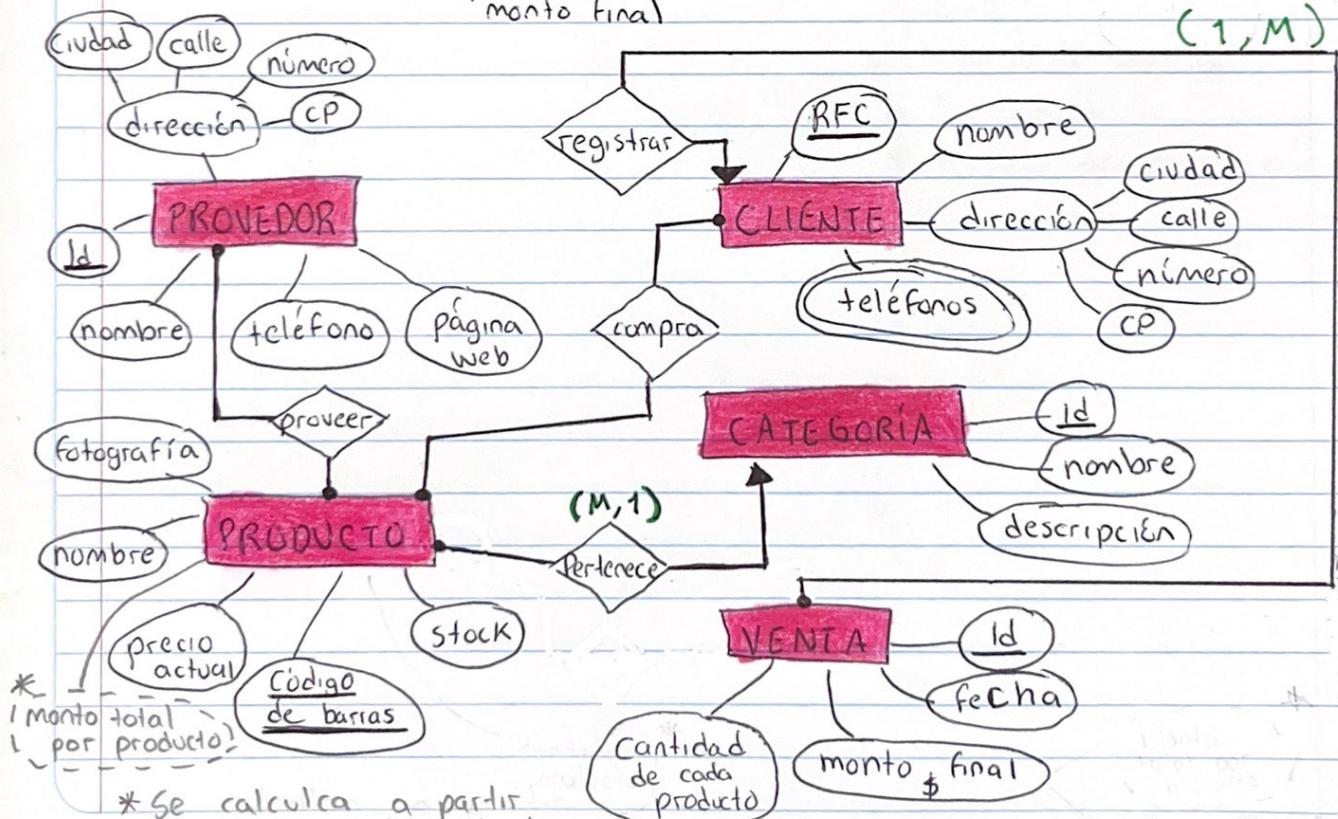 monto final
(1,M)
ciudad
calle
número
dirección
CP
registrar
RFC
nombre
ciudad
PROVEDOR
CLIENTE
dirección
calle
Id
número
nombre
teléfono
página
web
compra
teléfonos
CP
proveer
CATEGORÍA
Id
fotografía
nombre
(M,1)
descripción
PRODUCTO
nombre
Pertenece
precio
actual
stock
VENTA
Id
Código
de barras
fecha
*
monto total
por producto
Cantidad
de cada
producto
monto final
$
* Se calculca a partir